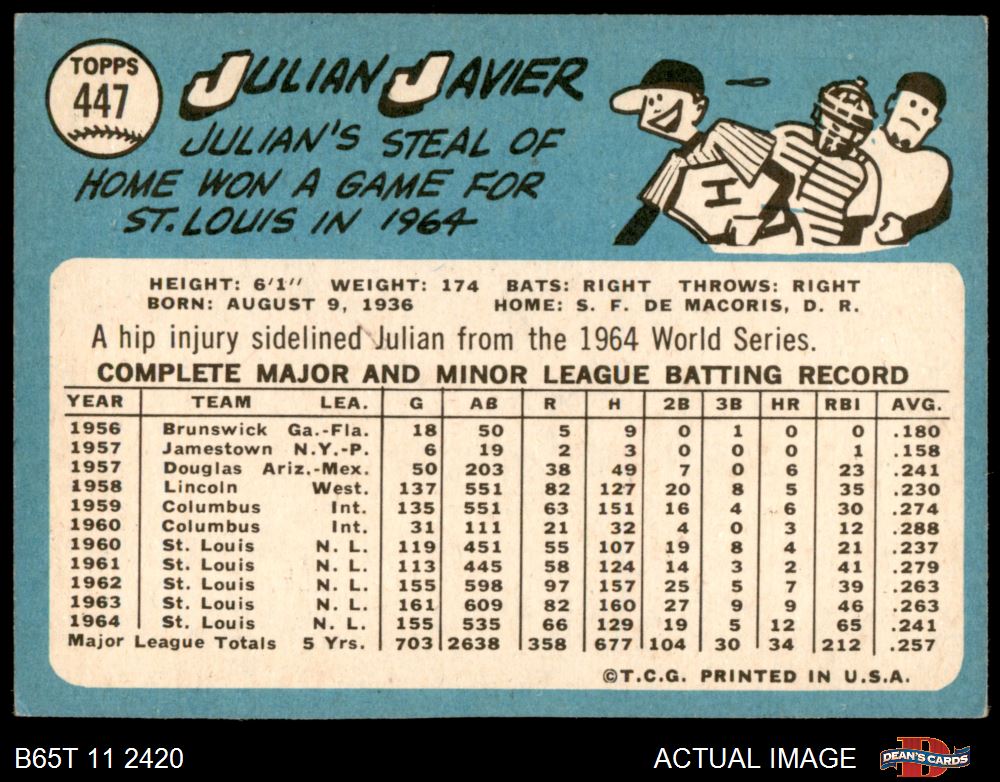 TOPPS
447
JULIAN JAVIER
JULIAN'S STEAL OF
HOME WON A GAME FOR
ST. LOUIS IN 1964
H
HEIGHT: 6'1" WEIGHT: 174 BATS: RIGHT THROWS: RIGHT
BORN: AUGUST 9, 1936 HOME: S. F. DE MACORIS, D. R.
A hip injury sidelined Julian from the 1964 World Series.
COMPLETE MAJOR AND MINOR LEAGUE BATTING RECORD
YEAR TEAM LEA. G AB R H 2B 3B HR RBI AVG.
1956 Brunswick Ga.-Fla. 18 50 5 9 0 1 0 0 .180
1957 Jamestown N.Y.-P. 6 19 2 3 0 0 0 1 .158
1957 Douglas Ariz.-Mex. 50 203 38 49 7 0 6 23 .241
1958 Lincoln West. 137 551 82 127 20 8 5 35 .230
1959 Columbus Int. 135 551 63 151 16 4 6 30 .274
1960 Columbus Int. 31 111 21 32 4 0 3 12 .288
1960 St. Louis N. L. 119 451 55 107 19 8 4 21 .237
1961 St. Louis N. L. 113 445 58 124 14 3 2 41 .279
1962 St. Louis N. L. 155 598 97 157 25 5 7 39 .263
1963 St. Louis N. L. 161 609 82 160 27 9 9 46 .263
1964 St. Louis N. L. 155 535 66 129 19 5 12 65 .241
Major League Totals 5 Yrs. 703 2638 358 677 104 30 34 212 .257
©T.C.G. PRINTED IN U.S.A.
B65T 11 2420 ACTUAL IMAGE DEAN'S CARDS